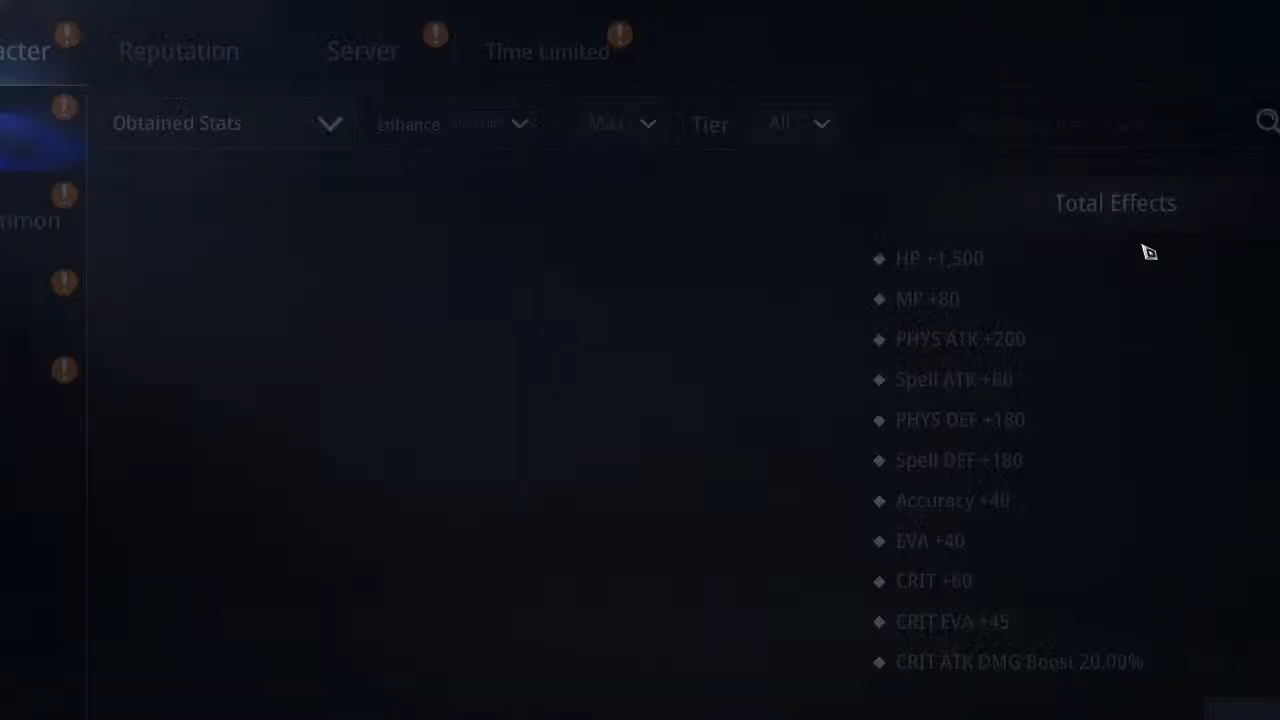 acter Reputation Server Time Limited
Obtained Stats Enhance Max Tier All
mmon
Total Effects
HP +1,500
MP +80
PHYS ATK +200
Spell ATK +60
PHYS DEF +180
Spell DEF +180
Accuracy +40
EVA +40
CRIT +60
CRIT EVA +45
CRIT ATK DMG Boost 20.00%